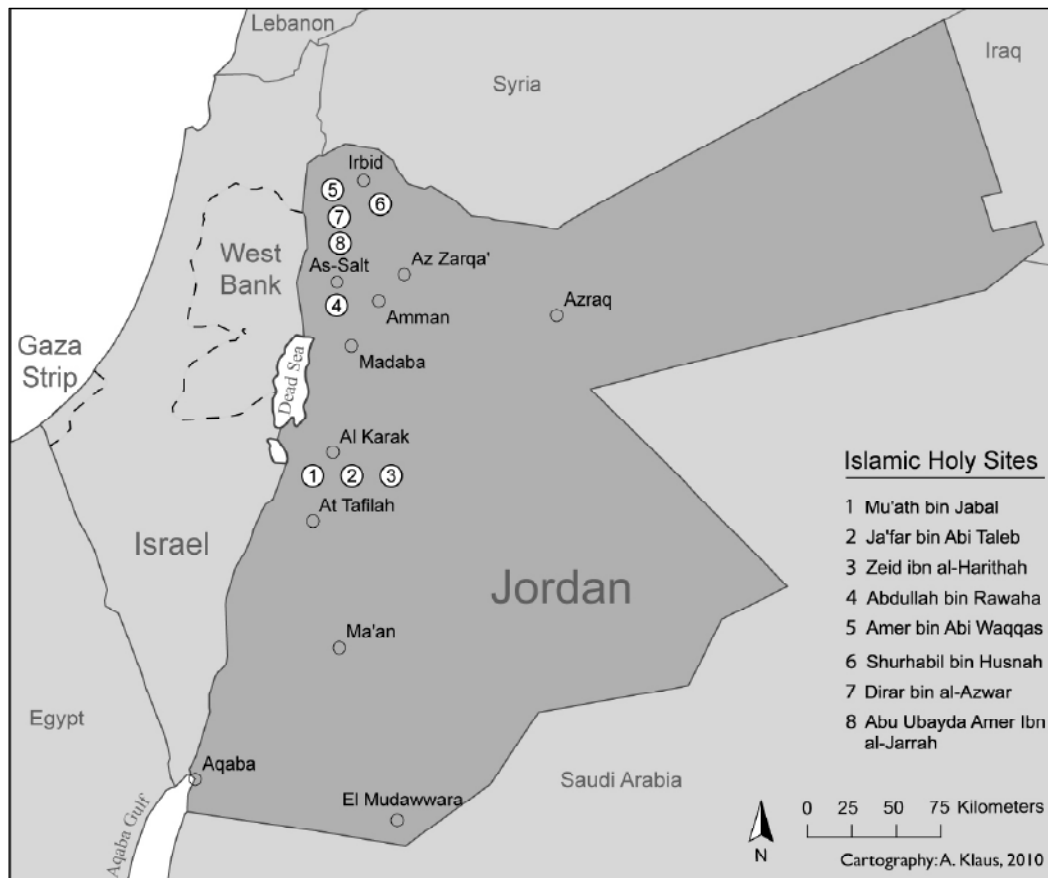 Lebanon
Syria
Iraq
Irbid
5
6
7
8
West
Bank
As-Salt
Az Zarqa'
4
Amman
Azraq
Gaza
Strip
Madaba
Dead Sea
Al Karak
1
2
3
At Tafilah
Israel
Jordan
Ma'an
Egypt
Aqaba
Aqaba Gulf
El Mudawwara
Saudi Arabia
Islamic Holy Sites
1 Mu'ath bin Jabal
2 Ja'far bin Abi Taleb
3 Zeid ibn al-Harithah
4 Abdullah bin Rawaha
5 Amer bin Abi Waqqas
6 Shurhabil bin Husnah
7 Dirar bin al-Azwar
8 Abu Ubayda Amer Ibn
al-Jarrah
N
0 25 50 75 Kilometers
Cartography: A. Klaus, 2010